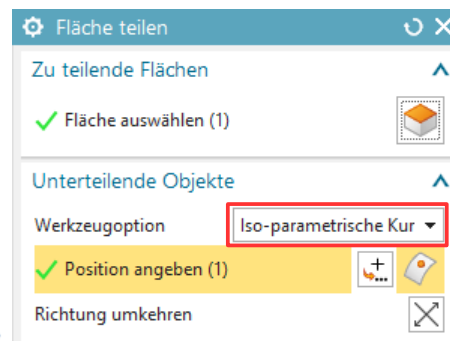 Fläche teilen
Zu teilende Flächen
Fläche auswählen (1)
Unterteilende Objekte
Werkzeugoption Iso-parametrische Kur
Position angeben (1)
Richtung umkehren